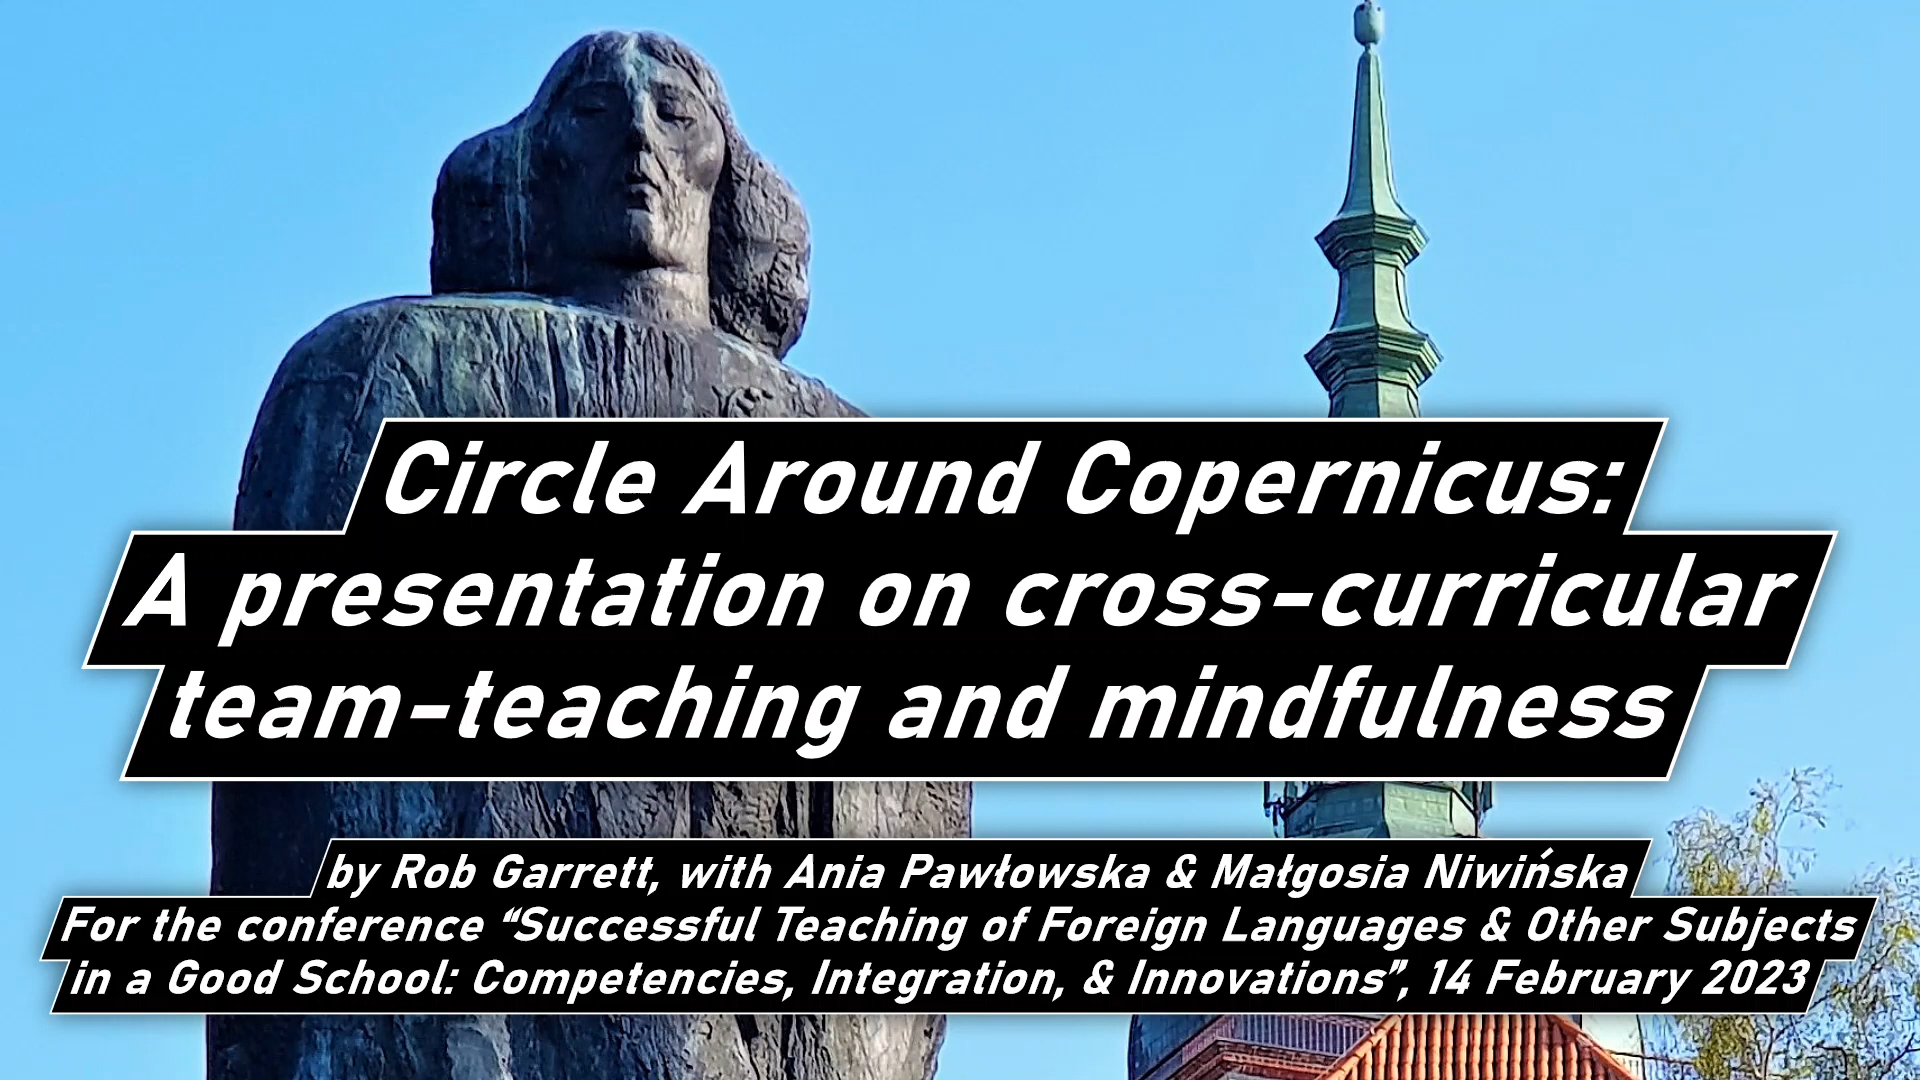 Circle Around Copernicus:
A presentation on cross-curricular
team-teaching and mindfulness
by Rob Garrett, with Ania Pawłowska & Małgosia Niwińska
For the conference “Successful Teaching of Foreign Languages & Other Subjects
in a Good School: Competencies, Integration, & Innovations”, 14 February 2023